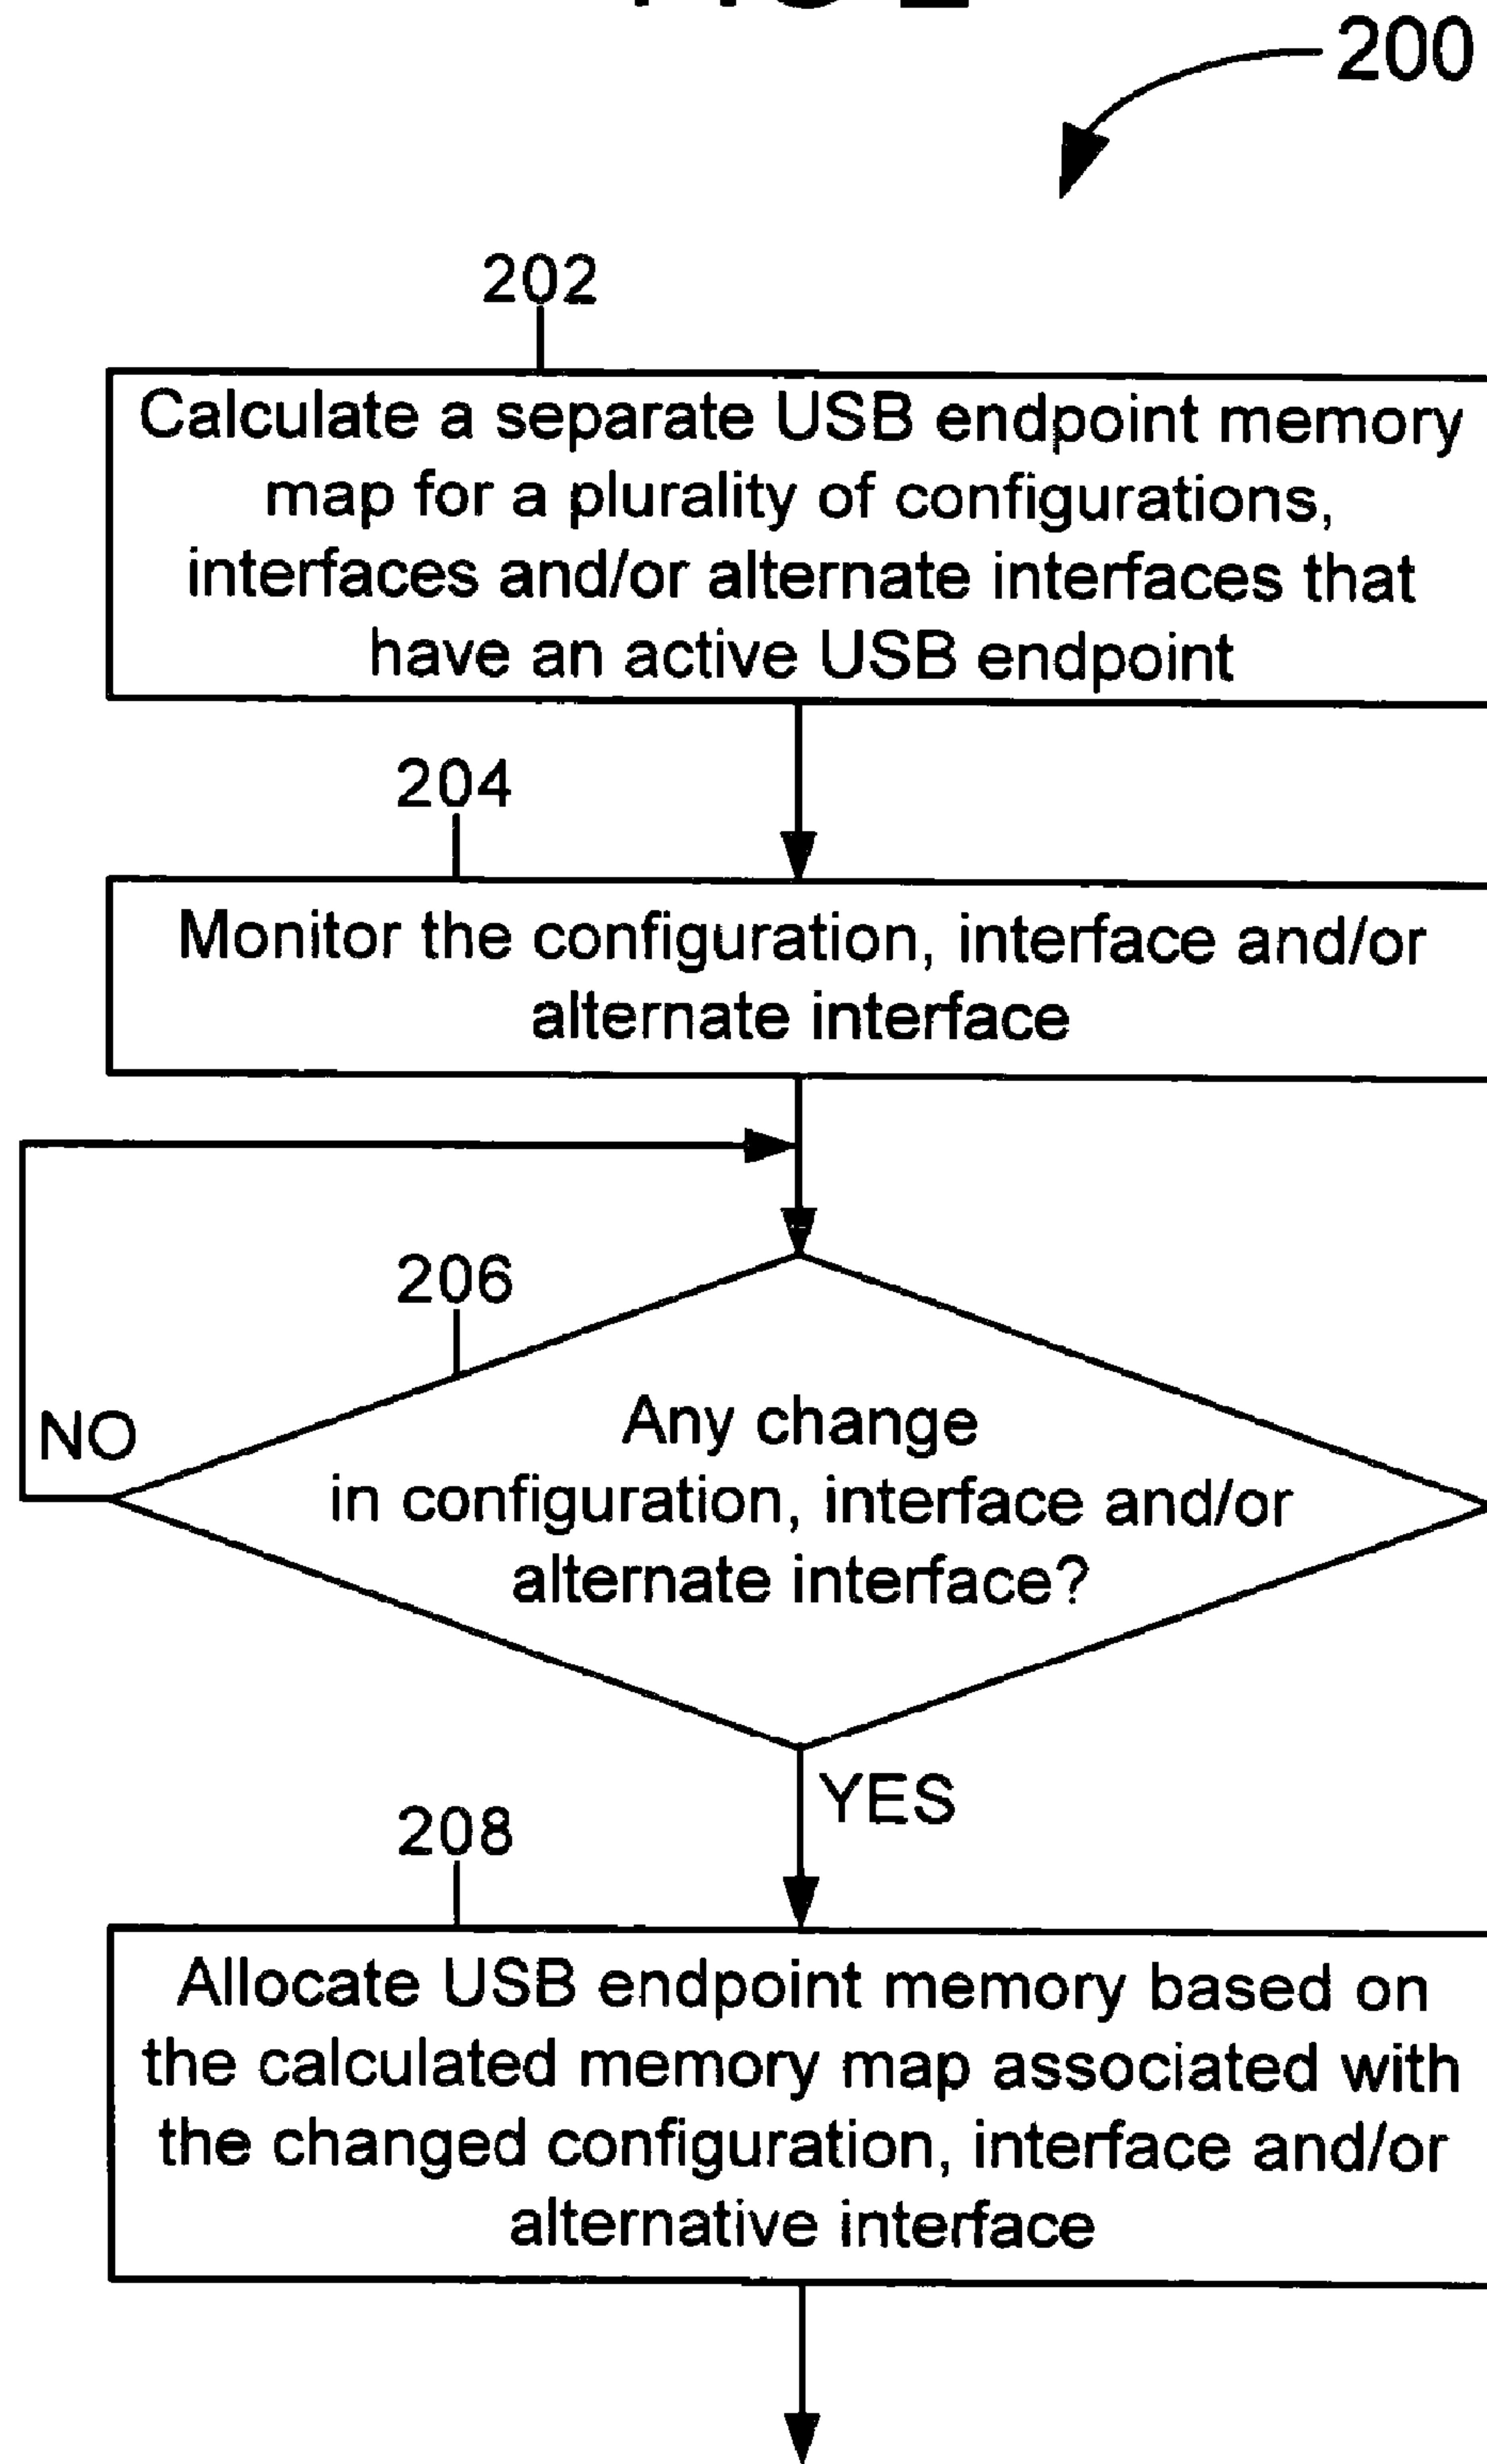 200
202
Calculate a separate USB endpoint memory
map for a plurality of configurations,
interfaces and/or alternate interfaces that
have an active USB endpoint
204
Monitor the configuration, interface and/or
alternate interface
206
NO
Any change
in configuration, interface and/or
alternate interface?
YES
208
Allocate USB endpoint memory based on
the calculated memory map associated with
the changed configuration, interface and/or
alternative interface